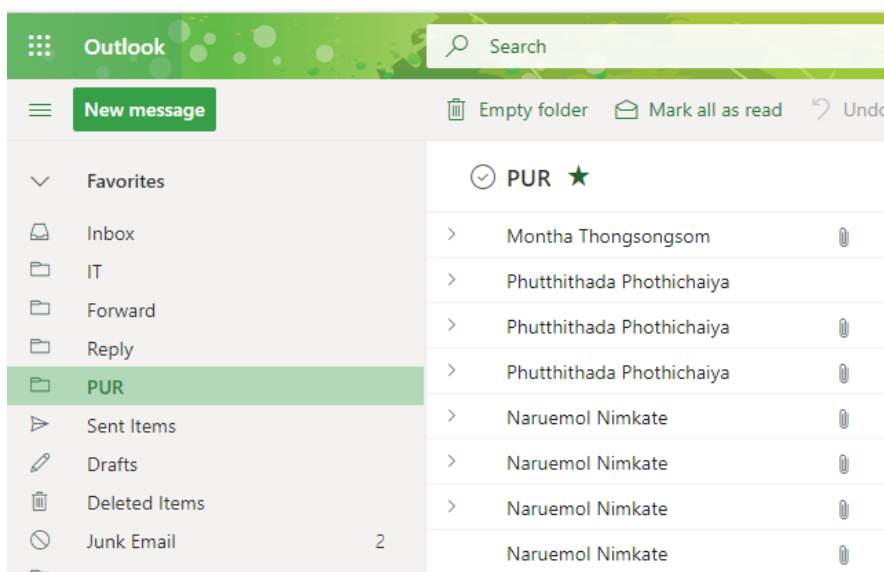 Outlook
Search
New message
Empty folder
Mark all as read
Favorites
PUR
Inbox
IT
Forward
Reply
PUR
Sent Items
Drafts
Deleted Items
Junk Email 2
Montha Thongsongsom
Phutthithada Phothichaiya
Phutthithada Phothichaiya
Phutthithada Phothichaiya
Naruemol Nimkate
Naruemol Nimkate
Naruemol Nimkate
Naruemol Nimkate